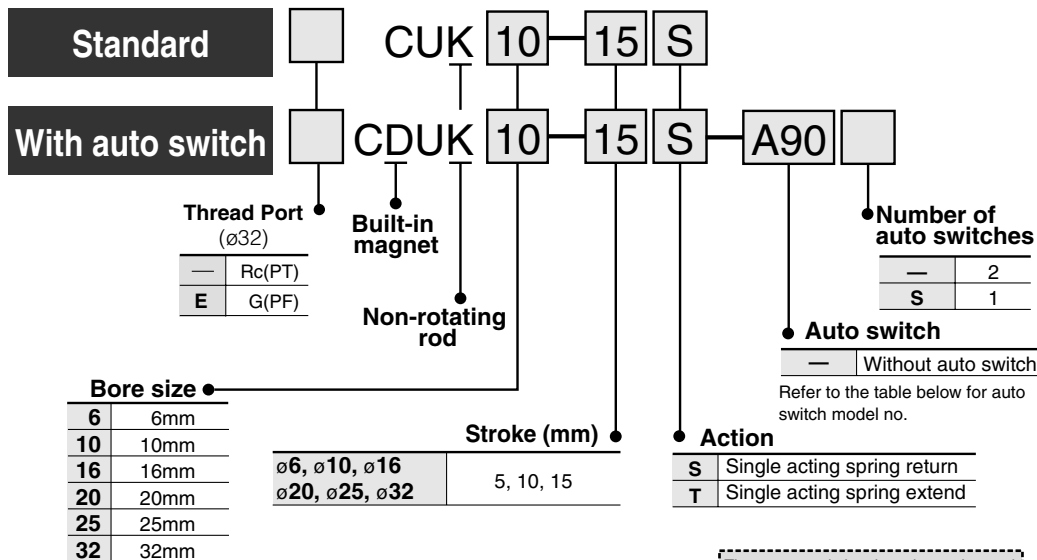 Standard CUK 10 15 S
With auto switch CDUK 10 15 S A90
Thread Port
(ø32)
— Rc(PT)
E G(PF)
Built-in
magnet
Non-rotating
rod
Number of
auto switches
— 2
S 1
Auto switch
— Without auto switch
Refer to the table below for auto
switch model no.
Bore size
6 6mm
10 10mm
16 16mm
20 20mm
25 25mm
32 32mm
Stroke (mm)
ø6, ø10, ø16
ø20, ø25, ø32
5, 10, 15
Action
S Single acting spring return
T Single acting spring extend